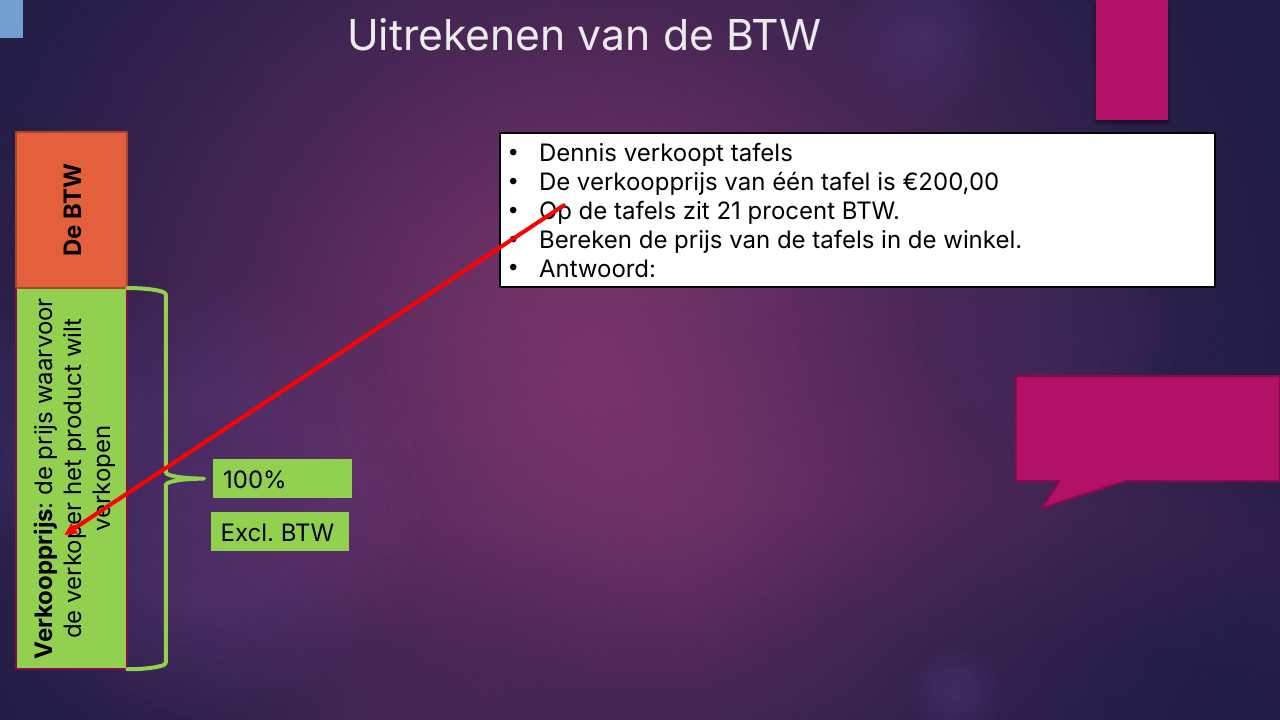 Uitrekenen van de BTW
De BTW
• Dennis verkoopt tafels
• De verkoopprijs van één tafel is €200,00
• Op de tafels zit 21 procent BTW.
• Bereken de prijs van de tafels in de winkel.
• Antwoord:
Verkoopprijs: de prijs waarvoor
de verkoper het product wilt
verkopen
100%
Excl. BTW